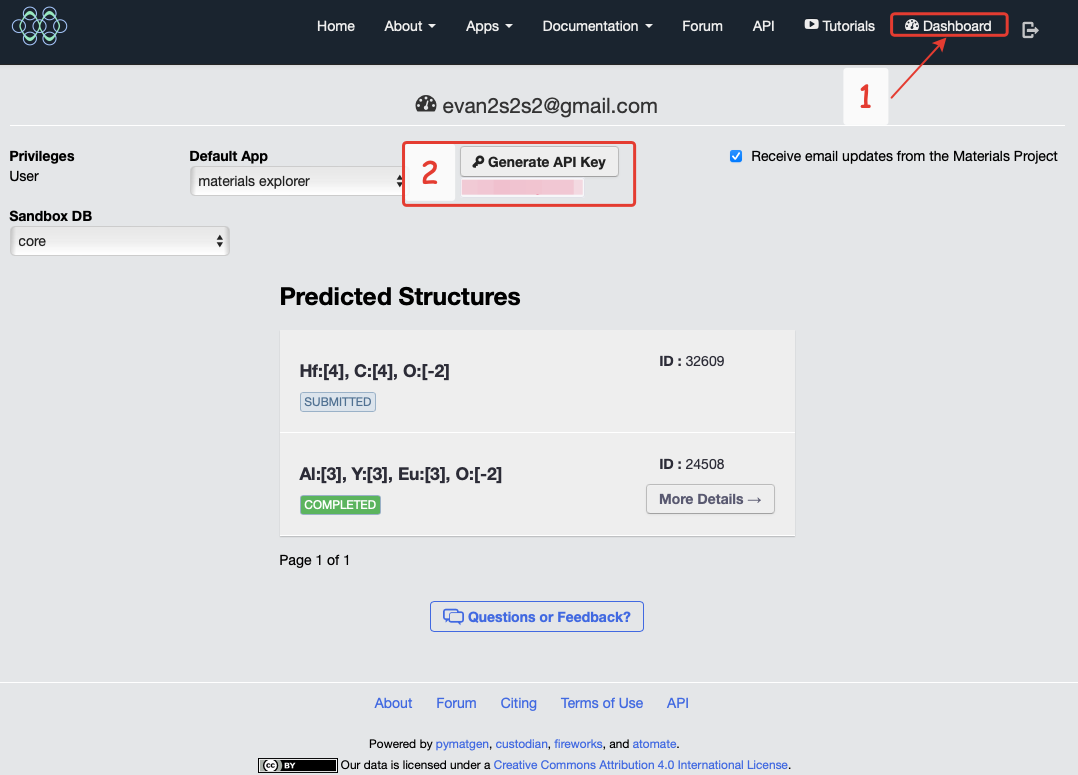 Home About Apps Documentation Forum API Tutorials Dashboard
1
evan2s2s2@gmail.com
Privileges
User
Default App
materials explorer
2
Generate API Key
Receive email updates from the Materials Project
Sandbox DB
core
Predicted Structures
Hf:[4], C:[4], O:[-2]
ID : 32609
SUBMITTED
Al:[3], Y:[3], Eu:[3], O:[-2]
ID : 24508
COMPLETED
More Details →
Page 1 of 1
Questions or Feedback?
About Forum Citing Terms of Use API
Powered by pymatgen, custodian, fireworks, and atomate.
(cc) BY Our data is licensed under a Creative Commons Attribution 4.0 International License.